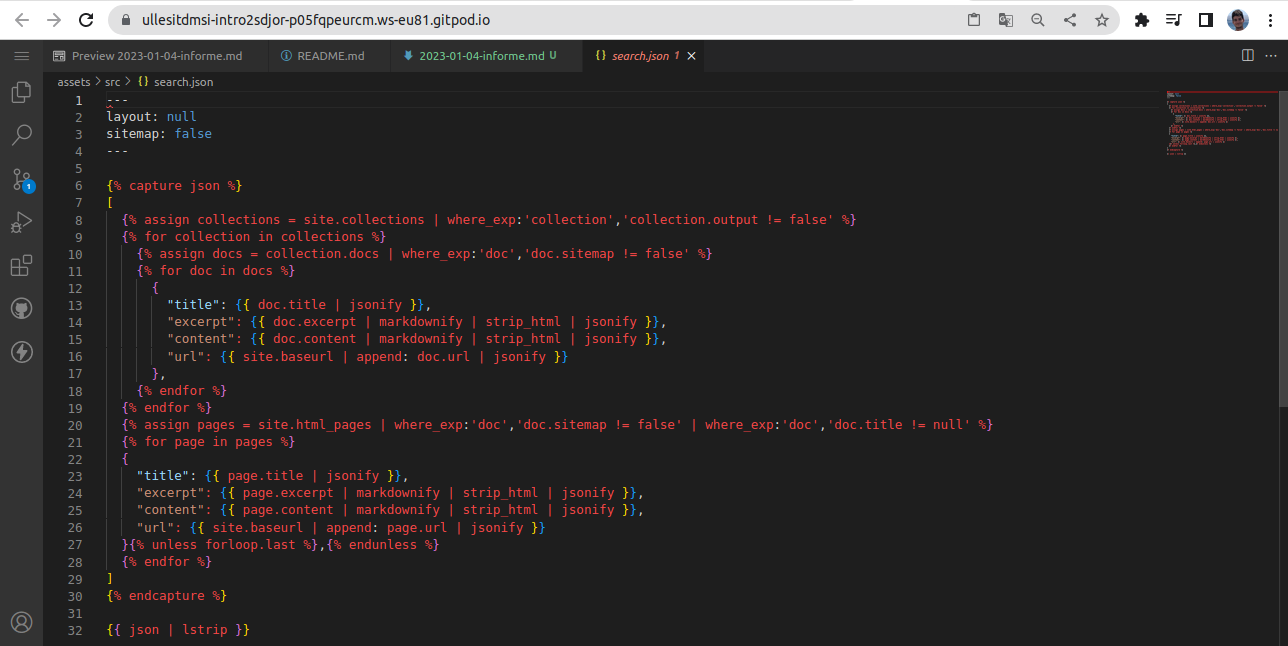 ullesitdmsi-intro2sdjor-p05fqpeurcm.ws-eu81.gitpod.io
Preview 2023-01-04-informe.md
README.md
2023-01-04-informe.md U
{} search.json 1
assets > src > {} search.json
1 ---
2 layout: null
3 sitemap: false
4 ---
5
6 {% capture json %}
7 [
8 {% assign collections = site.collections | where_exp:'collection','collection.output != false' %}
9 {% for collection in collections %}
10 {% assign docs = collection.docs | where_exp:'doc','doc.sitemap != false' %}
11 {% for doc in docs %}
12 {
13 "title": {{ doc.title | jsonify }},
14 "excerpt": {{ doc.excerpt | markdownify | strip_html | jsonify }},
15 "content": {{ doc.content | markdownify | strip_html | jsonify }},
16 "url": {{ site.baseurl | append: doc.url | jsonify }}
17 },
18 {% endfor %}
19 {% endfor %}
20 {% assign pages = site.html_pages | where_exp:'doc','doc.sitemap != false' | where_exp:'doc','doc.title != null' %}
21 {% for page in pages %}
22 {
23 "title": {{ page.title | jsonify }},
24 "excerpt": {{ page.excerpt | markdownify | strip_html | jsonify }},
25 "content": {{ page.content | markdownify | strip_html | jsonify }},
26 "url": {{ site.baseurl | append: page.url | jsonify }}
27 }{% unless forloop.last %},{% endunless %}
28 {% endfor %}
29 ]
30 {% endcapture %}
31
32 {{ json | lstrip }}
1